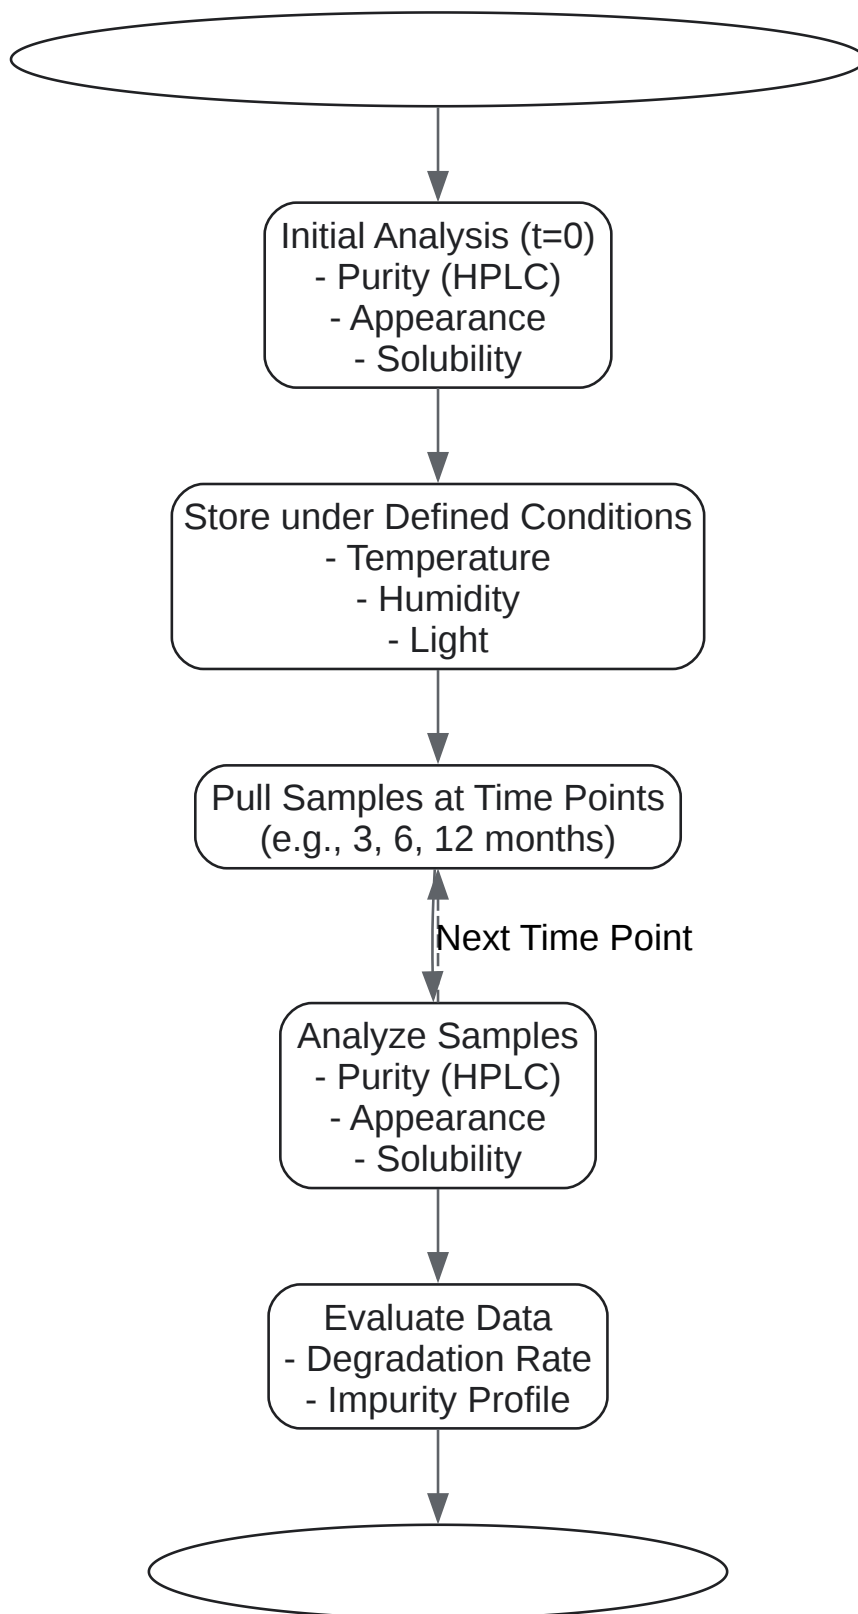 Initial Analysis (t=0)
- Purity (HPLC)
- Appearance
- Solubility
Store under Defined Conditions
- Temperature
- Humidity
- Light
Pull Samples at Time Points
(e.g., 3, 6, 12 months)
Next Time Point
Analyze Samples
- Purity (HPLC)
- Appearance
- Solubility
Evaluate Data
- Degradation Rate
- Impurity Profile